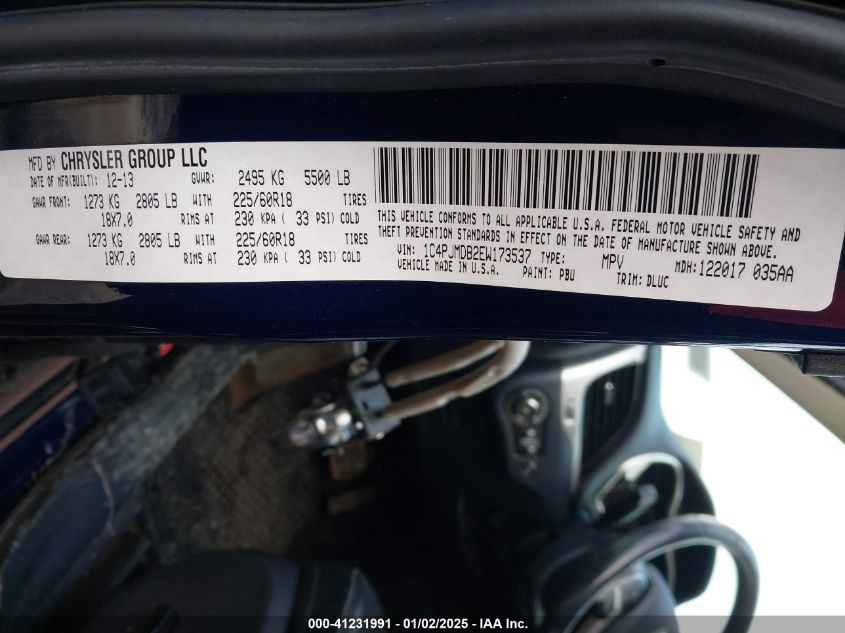 MFD BY CHRYSLER GROUP LLC
DATE OF MFR(BUILT): 12-13 GVWR: 2495 KG 5500 LB
GAWR FRONT: 1273 KG 2805 LB WITH 225/60R18 TIRES
18X7.0 RIMS AT 230 KPA ( 33 PSI) COLD
GAWR REAR: 1273 KG 2805 LB WITH 225/60R18 TIRES
18X7.0 RIMS AT 230 KPA ( 33 PSI) COLD
THIS VEHICLE CONFORMS TO ALL APPLICABLE U.S.A. FEDERAL MOTOR VEHICLE SAFETY AND
THEFT PREVENTION STANDARDS IN EFFECT ON THE DATE OF MANUFACTURE SHOWN ABOVE.
VIN: 1C4PJMDB2EW173537 TYPE: MPV MDH: 122017 035AA
VEHICLE MADE IN U.S.A. PAINT: PBU TRIM: DLUC
000-41231991 - 01/02/2025 - IAA Inc.